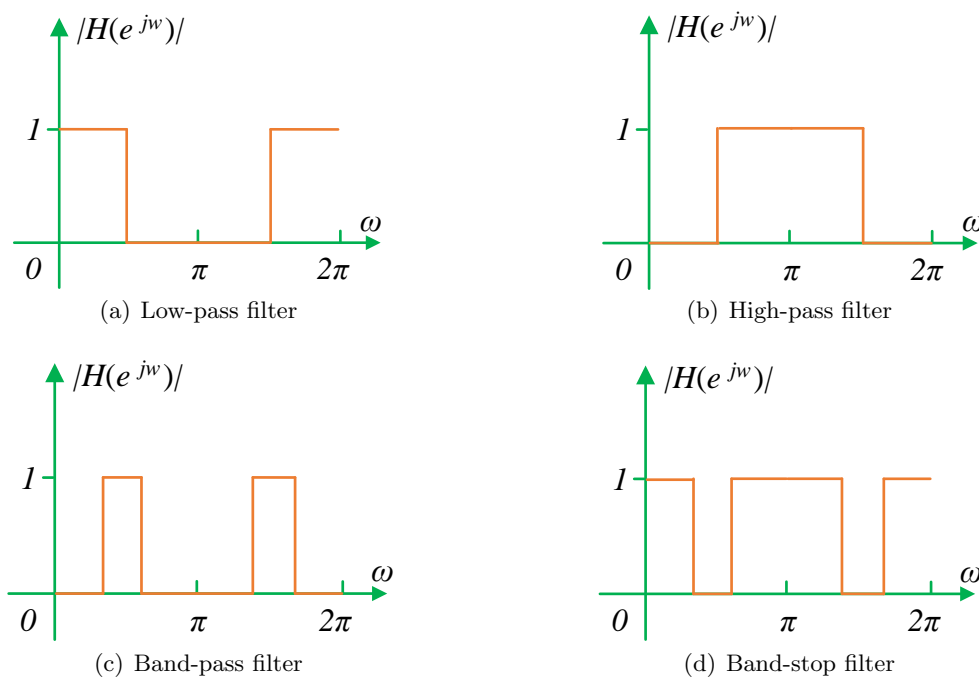 |H(e^{jw})|
1
ω
0 π 2π
(a) Low-pass filter
|H(e^{jw})|
1
ω
0 π 2π
(b) High-pass filter
|H(e^{jw})|
1
ω
0 π 2π
(c) Band-pass filter
|H(e^{jw})|
1
ω
0 π 2π
(d) Band-stop filter